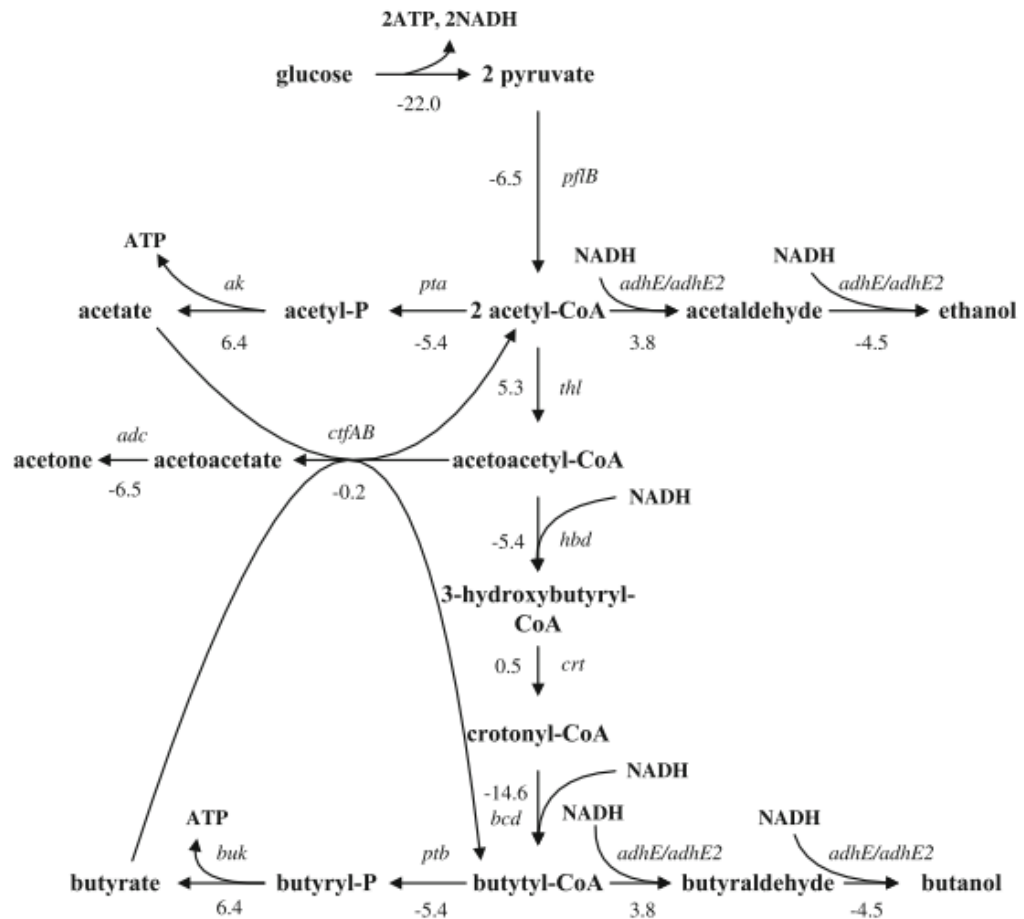 2ATP, 2NADH
glucose 2 pyruvate
-22.0
-6.5 pflB
ATP NADH NADH
ak pta adhE/adhE2 adhE/adhE2
acetate acetyl-P 2 acetyl-CoA acetaldehyde ethanol
6.4 -5.4 3.8 -4.5
5.3 thl
adc ctfAB
acetone acetoacetate acetoacetyl-CoA
-6.5 -0.2 NADH
-5.4 hbd
3-hydroxybutyryl-
CoA
0.5 crt
crotonyl-CoA
NADH
-14.6
bcd
ATP NADH NADH
buk ptb adhE/adhE2 adhE/adhE2
butyrate butyryl-P butytyl-CoA butyraldehyde butanol
6.4 -5.4 3.8 -4.5